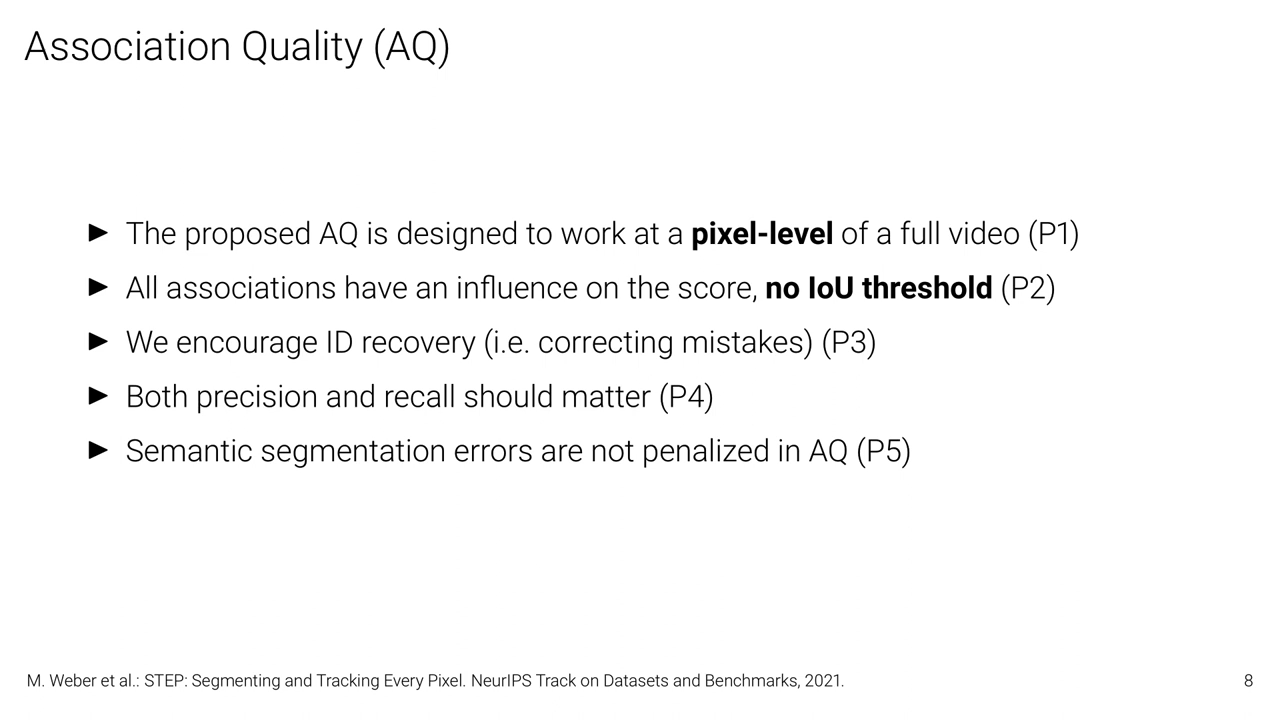 Association Quality (AQ)
► The proposed AQ is designed to work at a pixel-level of a full video (P1)
► All associations have an influence on the score, no IoU threshold (P2)
► We encourage ID recovery (i.e. correcting mistakes) (P3)
► Both precision and recall should matter (P4)
► Semantic segmentation errors are not penalized in AQ (P5)
M. Weber et al.: STEP: Segmenting and Tracking Every Pixel. NeurIPS Track on Datasets and Benchmarks, 2021.
8